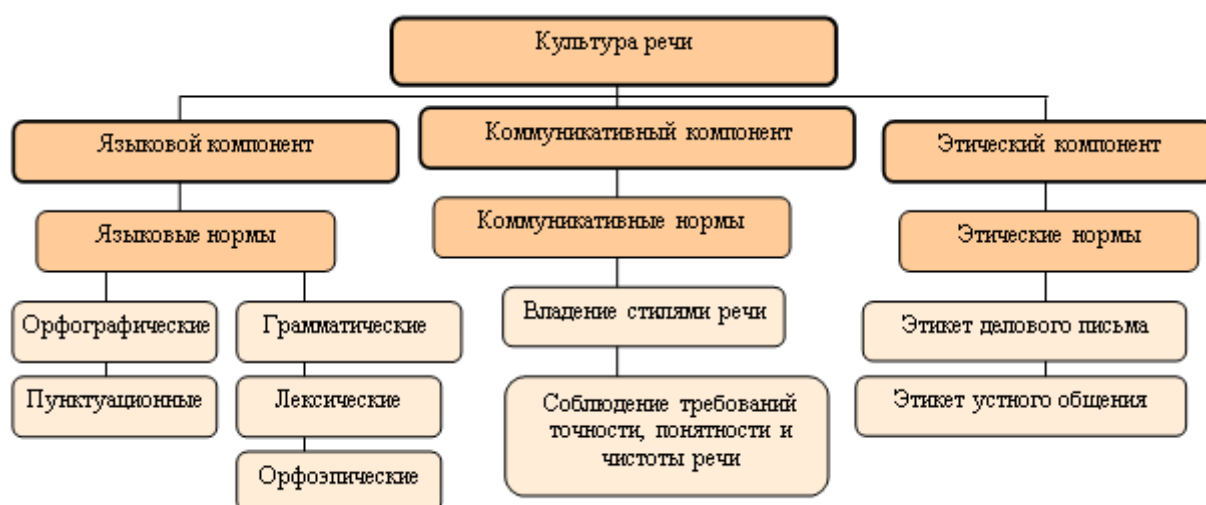 Культура речи
Языковой компонент
Коммуникативный компонент
Этический компонент
Языковые нормы
Коммуникативные нормы
Этические нормы
Орфографические
Грамматические
Владение стилями речи
Этикет делового письма
Пунктуационные
Лексические
Соблюдение требований
точности, понятности и
чистоты речи
Этикет устного общения
Орфоэпические